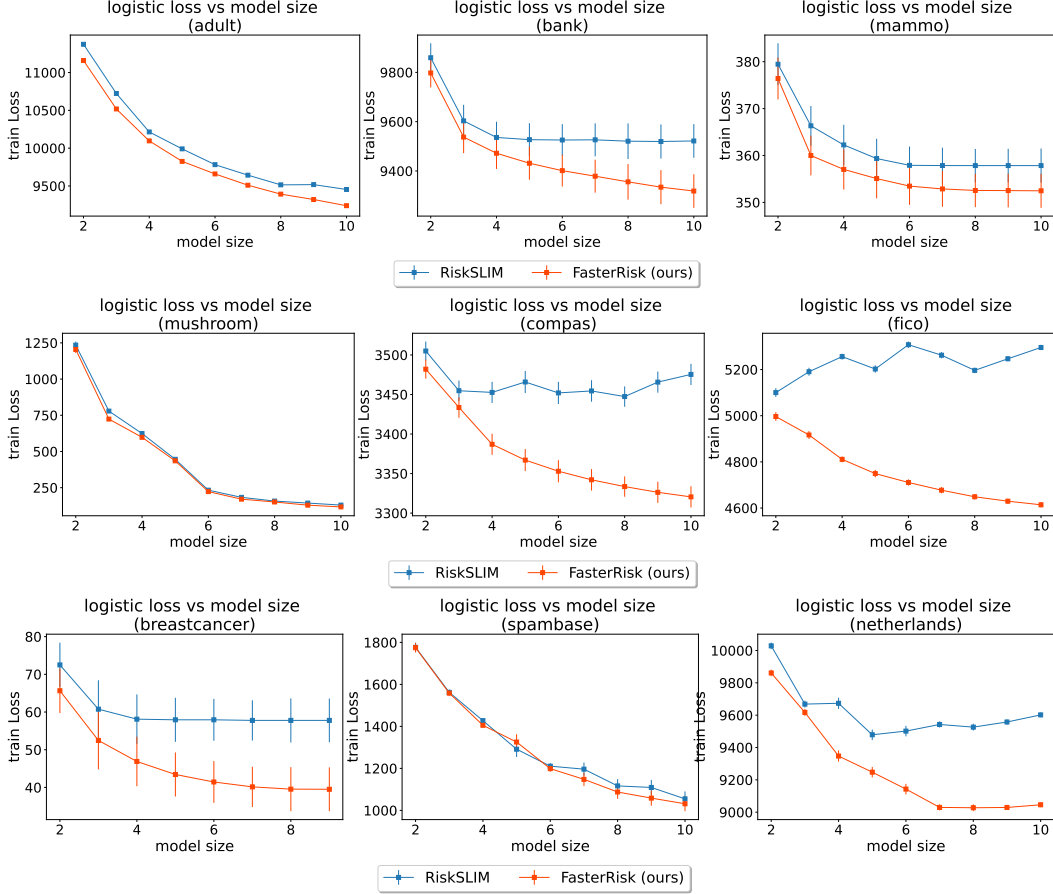 logistic loss vs model size
(adult)
logistic loss vs model size
(bank)
logistic loss vs model size
(mammo)
train Loss
11000
10500
10000
9500
2 4 6 8 10
model size
train Loss
9800
9600
9400
2 4 6 8 10
model size
train Loss
380
370
360
350
2 4 6 8 10
model size
RiskSLIM FasterRisk (ours)
logistic loss vs model size
(mushroom)
logistic loss vs model size
(compas)
logistic loss vs model size
(fico)
train Loss
1250
1000
750
500
250
2 4 6 8 10
model size
train Loss
3500
3450
3400
3350
3300
2 4 6 8 10
model size
train Loss
5200
5000
4800
4600
2 4 6 8 10
model size
RiskSLIM FasterRisk (ours)
logistic loss vs model size
(breastcancer)
logistic loss vs model size
(spambase)
logistic loss vs model size
(netherlands)
train Loss
80
70
60
50
40
2 4 6 8
model size
train Loss
1800
1600
1400
1200
1000
2 4 6 8 10
model size
train Loss
10000
9800
9600
9400
9200
9000
2 4 6 8 10
model size
RiskSLIM FasterRisk (ours)